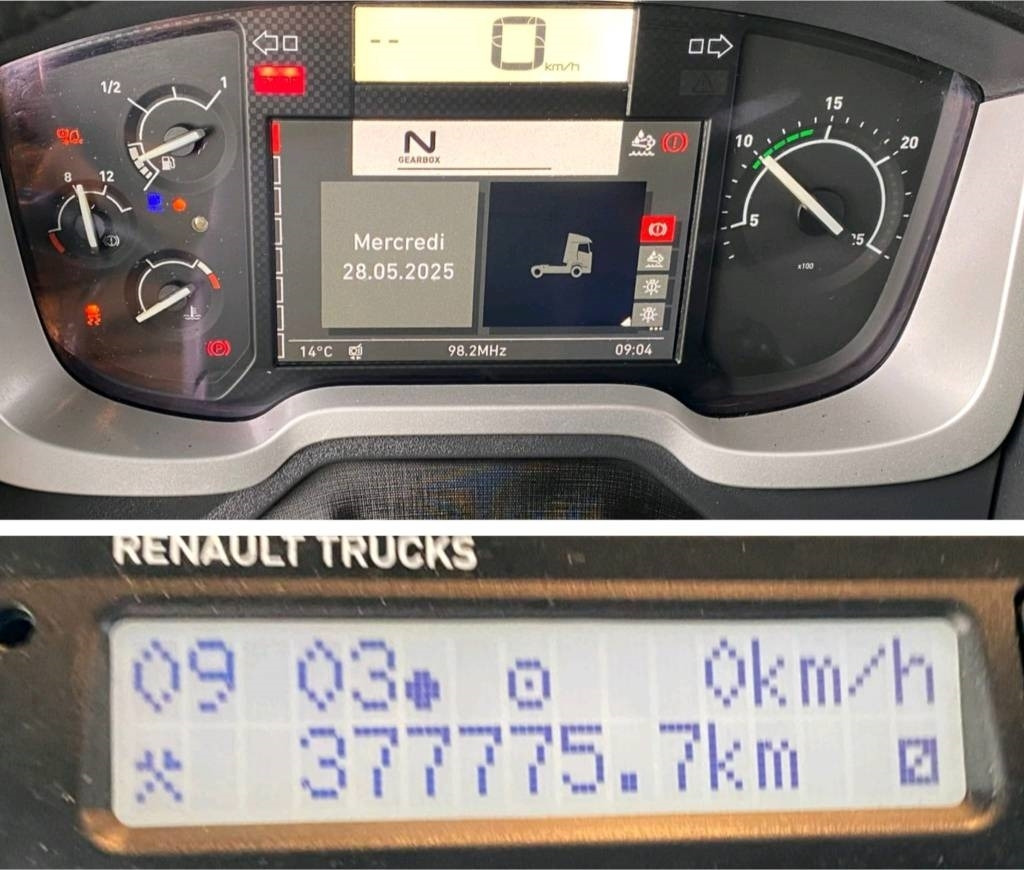 -- 0 km/h
1/2 1
8 12
N
GEARBOX
Mercredi
28.05.2025
14°C 98.2MHz 09:04
5 10 15 20 25
x100
RENAULT TRUCKS
09 03 0km/h
377775.7km